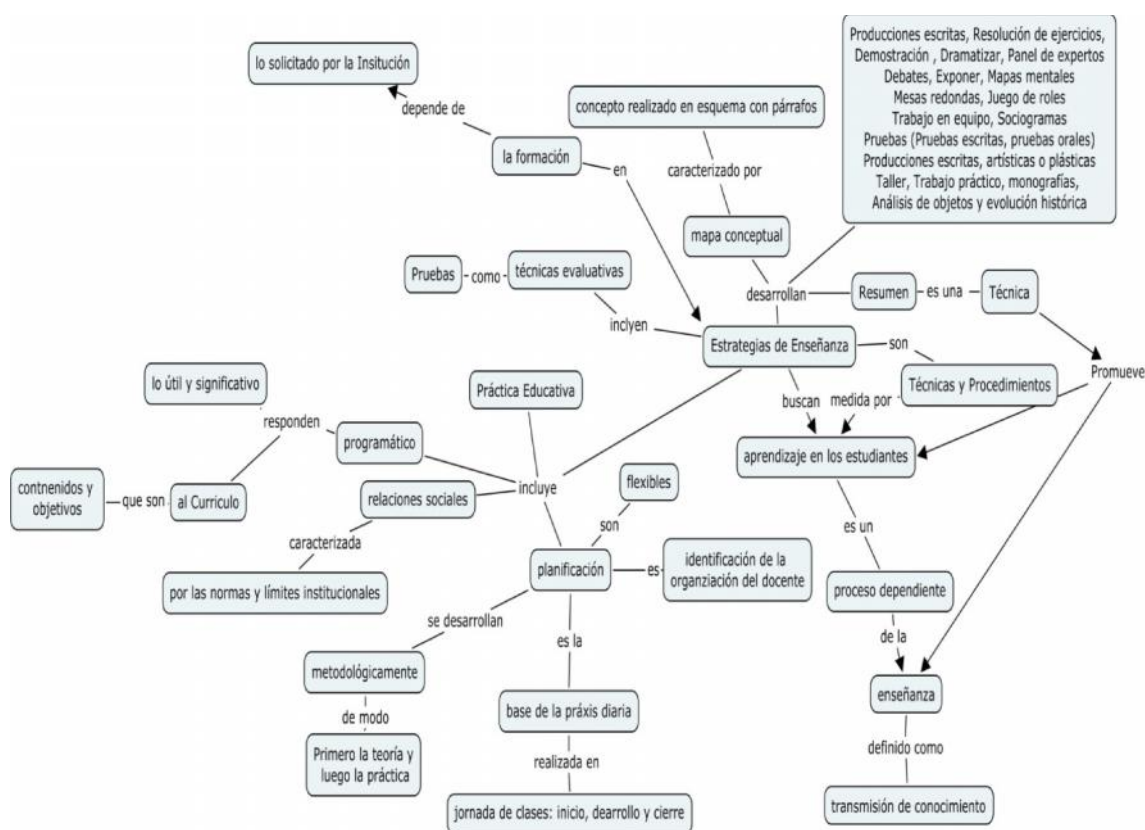 Producciones escritas, Resolución de ejercicios,
Demostración , Dramatizar, Panel de expertos
Debates, Exponer, Mapas mentales
Mesas redondas, Juego de roles
Trabajo en equipo, Sociogramas
Pruebas (Pruebas escritas, pruebas orales)
Producciones escritas, artísticas o plásticas
Taller, Trabajo práctico, monografías,
Análisis de objetos y evolución histórica
lo solicitado por la Insitución
depende de
la formación
en
concepto realizado en esquema con párrafos
caracterizado por
mapa conceptual
desarrollan
Resumen
es una
Técnica
Promueve
Pruebas
como
técnicas evaluativas
inclyen
Estrategias de Enseñanza
son
Técnicas y Procedimientos
buscan
medida por
aprendizaje en los estudiantes
es un
proceso dependiente
de la
enseñanza
definido como
transmisión de conocimiento
Práctica Educativa
incluye
lo útil y significativo
responden
programático
contnenidos y
objetivos
que son
al Curriculo
relaciones sociales
caracterizada
por las normas y límites institucionales
flexibles
son
planificación
es
identificación de la
organziación del docente
se desarrollan
metodológicamente
de modo
Primero la teoría y
luego la práctica
es la
base de la práxis diaria
realizada en
jornada de clases: inicio, dearrollo y cierre